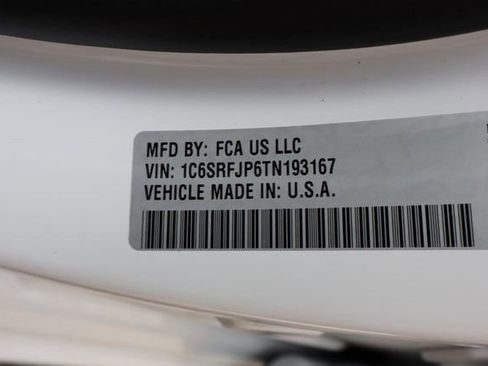 MFD BY: FCA US LLC
VIN: 1C6SRFJP6TN193167
VEHICLE MADE IN: U.S.A.